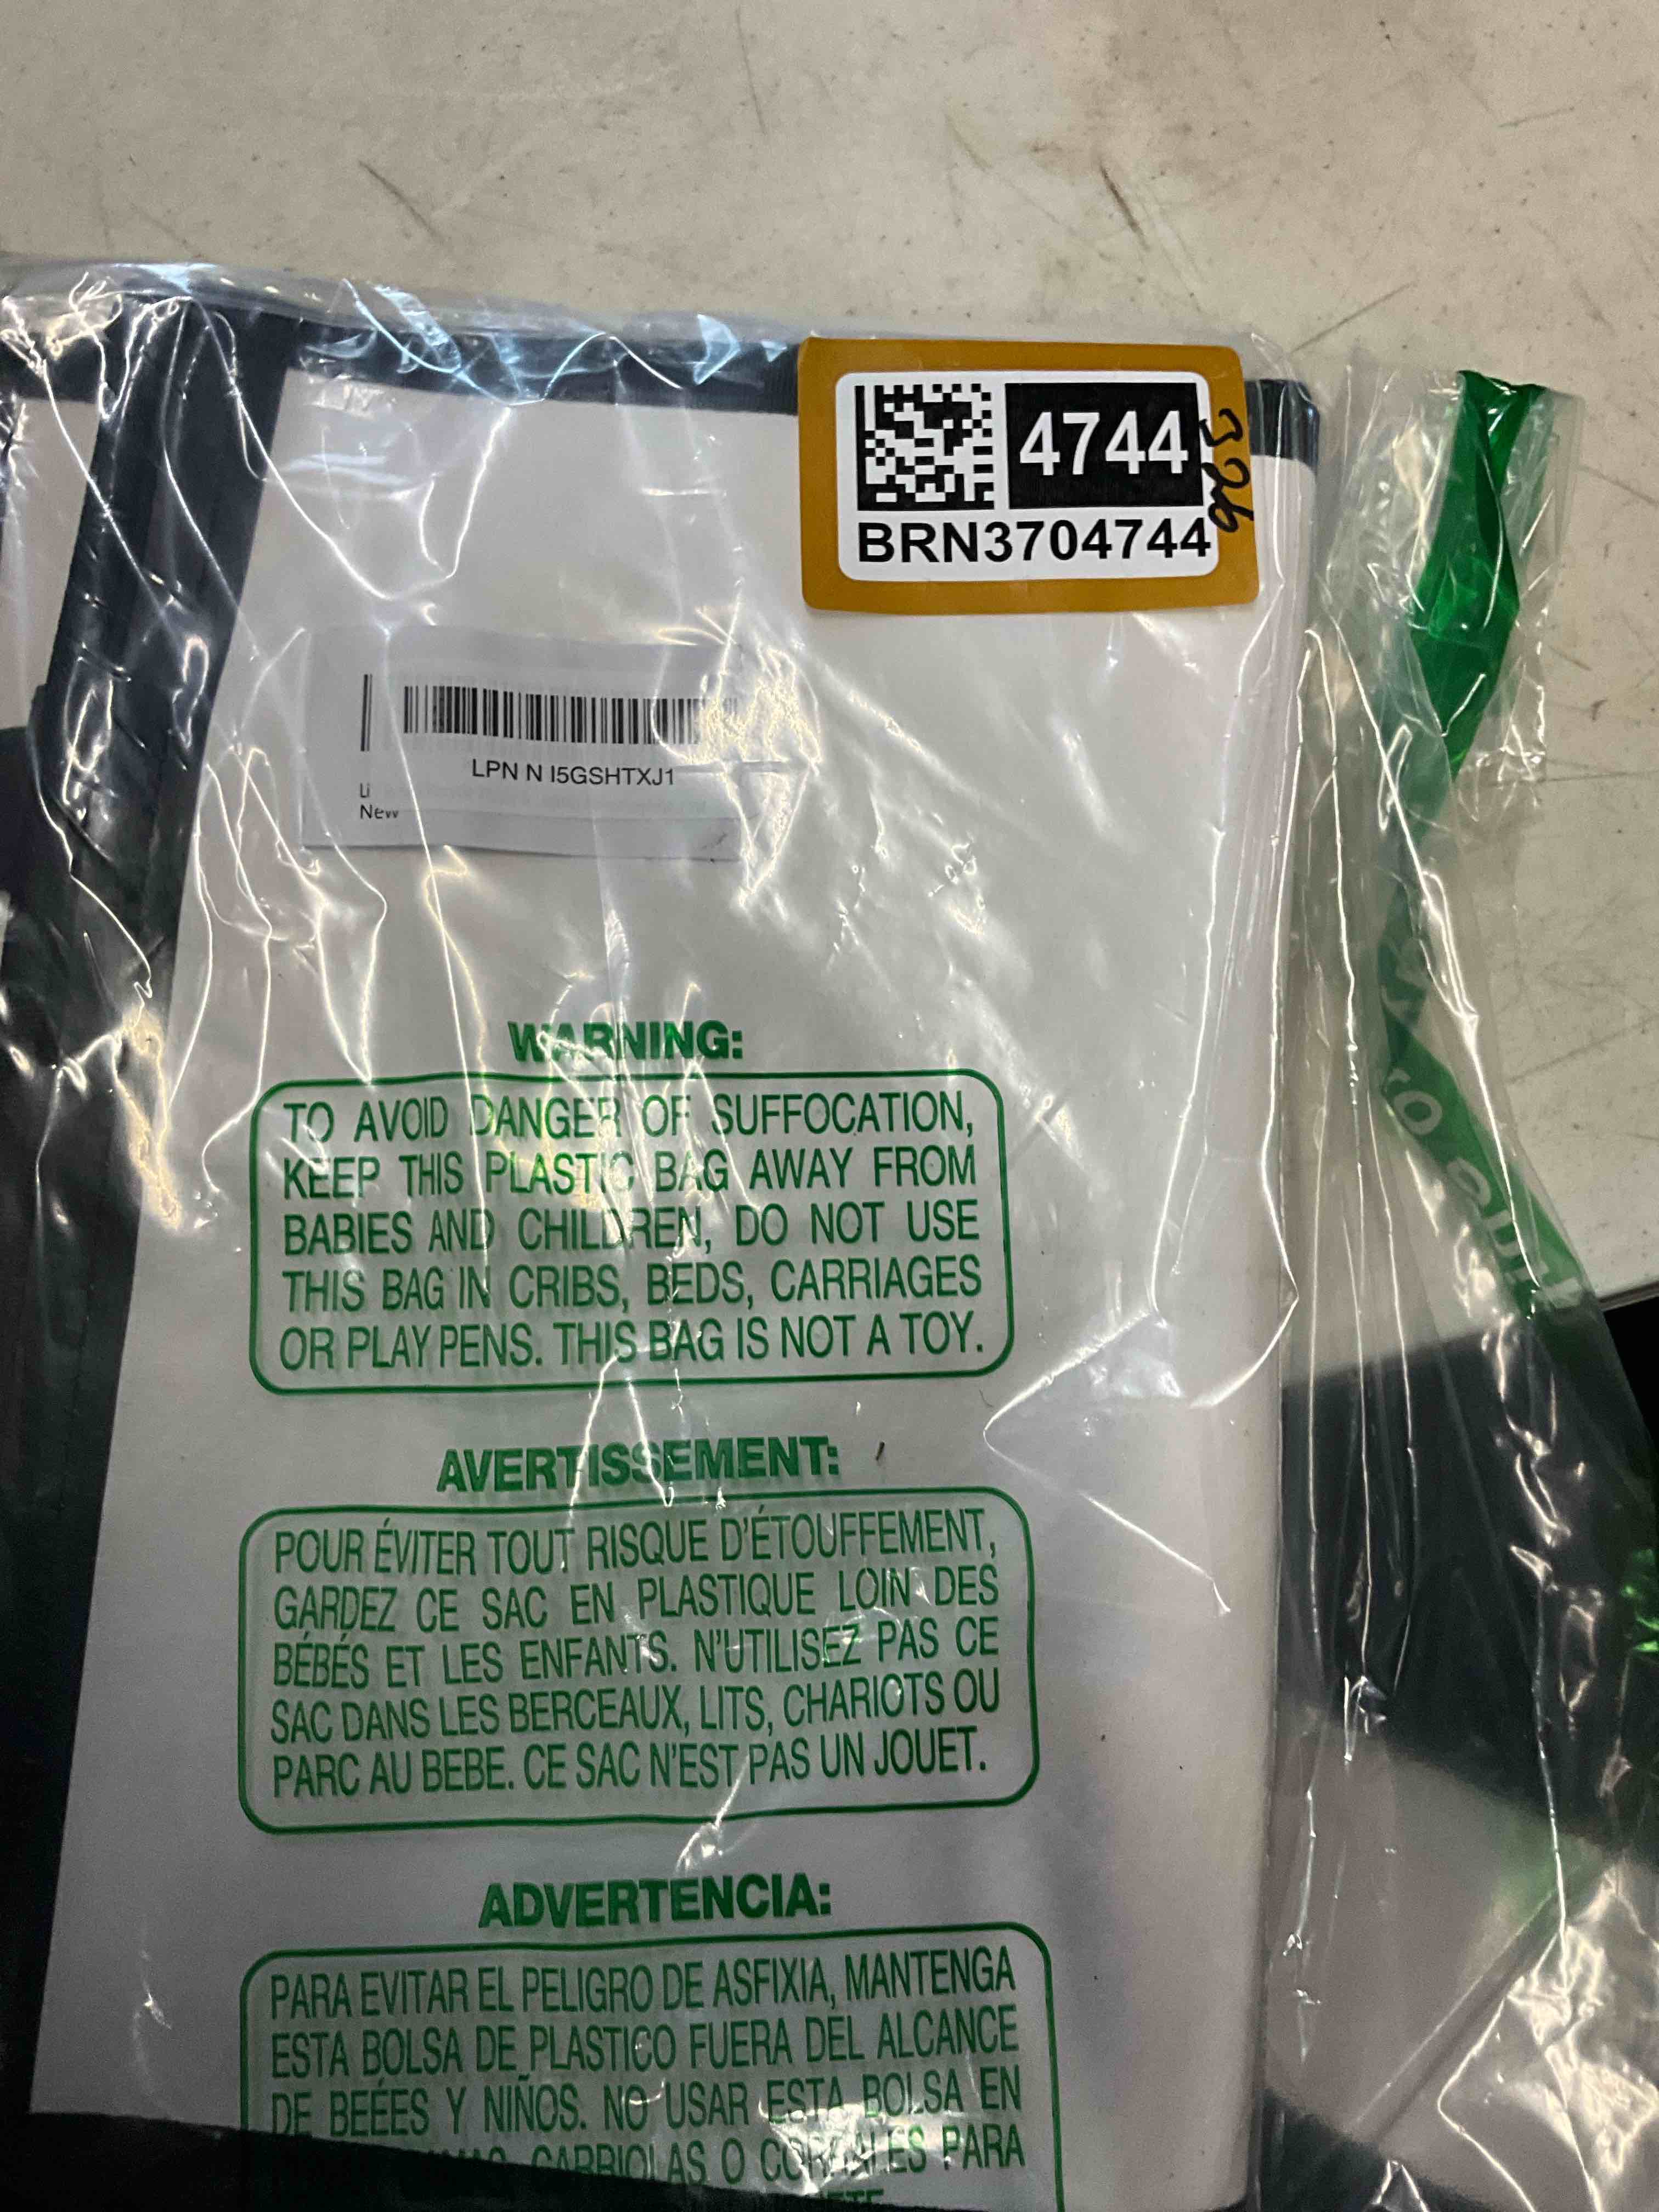 4744
326
BRN3704744
LPN N I5GSHTXJ1
Li
New
WARNING:
TO AVOID DANGER OF SUFFOCATION,
KEEP THIS PLASTIC BAG AWAY FROM
BABIES AND CHILDREN, DO NOT USE
THIS BAG IN CRIBS, BEDS, CARRIAGES
OR PLAY PENS. THIS BAG IS NOT A TOY.
AVERTISSEMENT:
POUR ÉVITER TOUT RISQUE D'ÉTOUFFEMENT,
GARDEZ CE SAC EN PLASTIQUE LOIN DES
BÉBÉS ET LES ENFANTS. N'UTILISEZ PAS CE
SAC DANS LES BERCEAUX, LITS, CHARIOTS OU
PARC AU BEBE. CE SAC N'EST PAS UN JOUET.
ADVERTENCIA:
PARA EVITAR EL PELIGRO DE ASFIXIA, MANTENGA
ESTA BOLSA DE PLASTICO FUERA DEL ALCANCE
DE BEÉES Y NIÑOS. NO USAR ESTA BOLSA EN
CARRIOLAS O CORRALES PARA